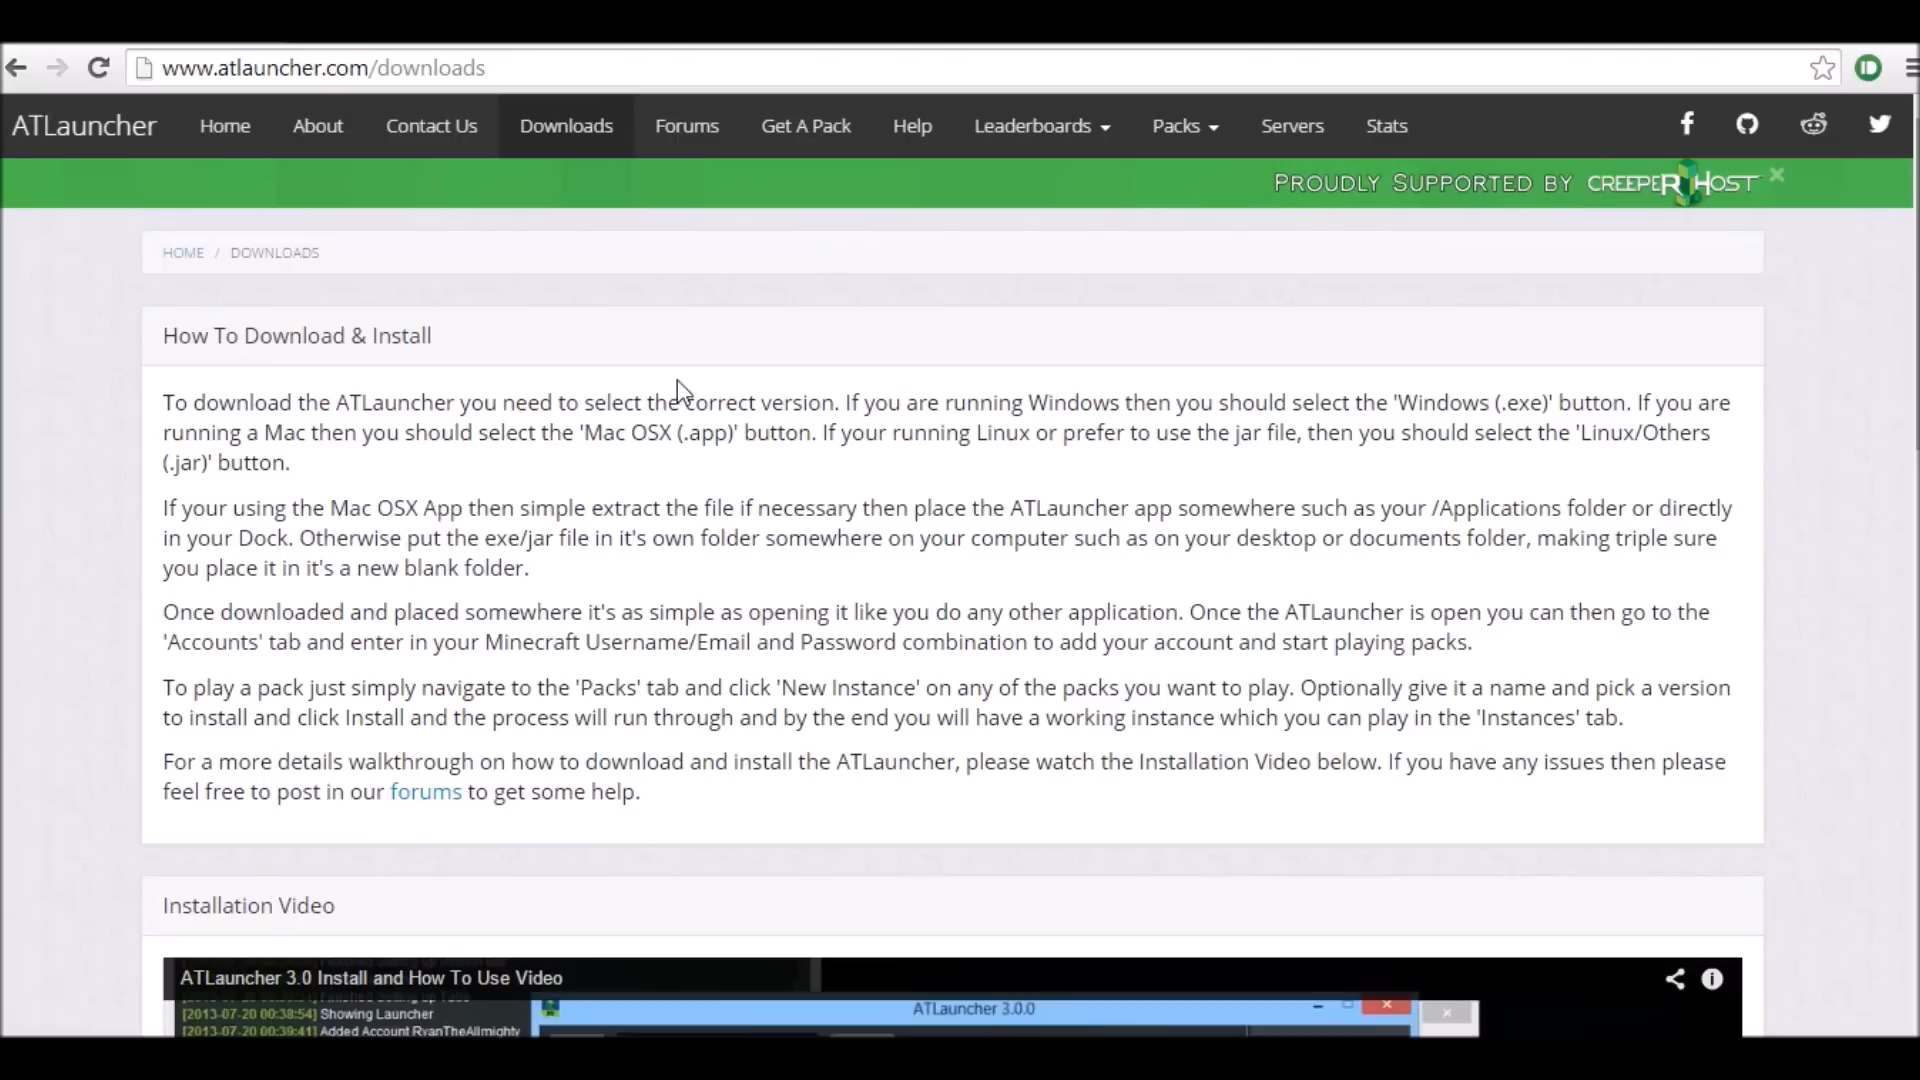 www.atlauncher.com/downloads
ATLauncher Home About Contact Us Downloads Forums Get A Pack Help Leaderboards Packs Servers Stats
PROUDLY SUPPORTED BY CREEPERHOST ×
HOME / DOWNLOADS
How To Download & Install
To download the ATLauncher you need to select the correct version. If you are running Windows then you should select the 'Windows (.exe)' button. If you are
running a Mac then you should select the 'Mac OSX (.app)' button. If your running Linux or prefer to use the jar file, then you should select the 'Linux/Others
(.jar)' button.
If your using the Mac OSX App then simple extract the file if necessary then place the ATLauncher app somewhere such as your /Applications folder or directly
in your Dock. Otherwise put the exe/jar file in it's own folder somewhere on your computer such as on your desktop or documents folder, making triple sure
you place it in it's a new blank folder.
Once downloaded and placed somewhere it's as simple as opening it like you do any other application. Once the ATLauncher is open you can then go to the
'Accounts' tab and enter in your Minecraft Username/Email and Password combination to add your account and start playing packs.
To play a pack just simply navigate to the 'Packs' tab and click 'New Instance' on any of the packs you want to play. Optionally give it a name and pick a version
to install and click Install and the process will run through and by the end you will have a working instance which you can play in the 'Instances' tab.
For a more details walkthrough on how to download and install the ATLauncher, please watch the Installation Video below. If you have any issues then please
feel free to post in our forums to get some help.
Installation Video
ATLauncher 3.0 Install and How To Use Video
ATLauncher 3.0.0
[2013-07-20 00:38:54] Showing Launcher
[2013-07-20 00:39:41] Added Account RyanTheAllmighty